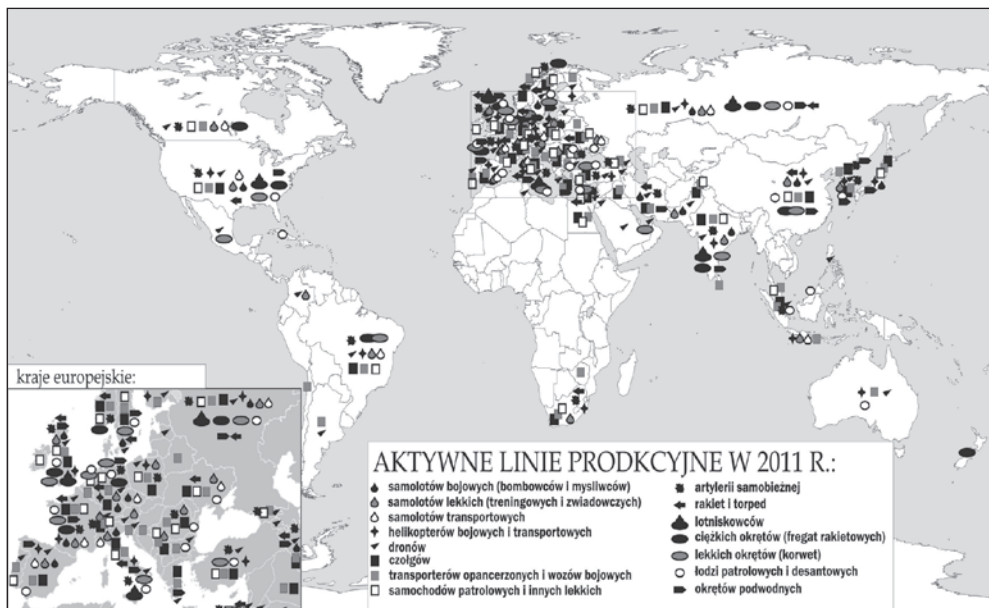 kraje europejskie:
AKTYWNE LINIE PRODKCYJNE W 2011 R.:
samolotów bojowych (bombowców i mysliwców)
samolotów lekkich (treningowych i zwiadowczych)
samolotów transportowych
helikopterów bojowych i transportowych
dronów
czołgów
transporterów opancerzonych i wozów bojowych
samochodów patrolowych i innych lekkich
artylerii samobieżnej
rakiet i torped
lotniskowców
ciężkich okrętów (fregat rakietowych)
lekkich okrętów (korwet)
łodzi patrolowych i desantowych
okrętów podwodnych